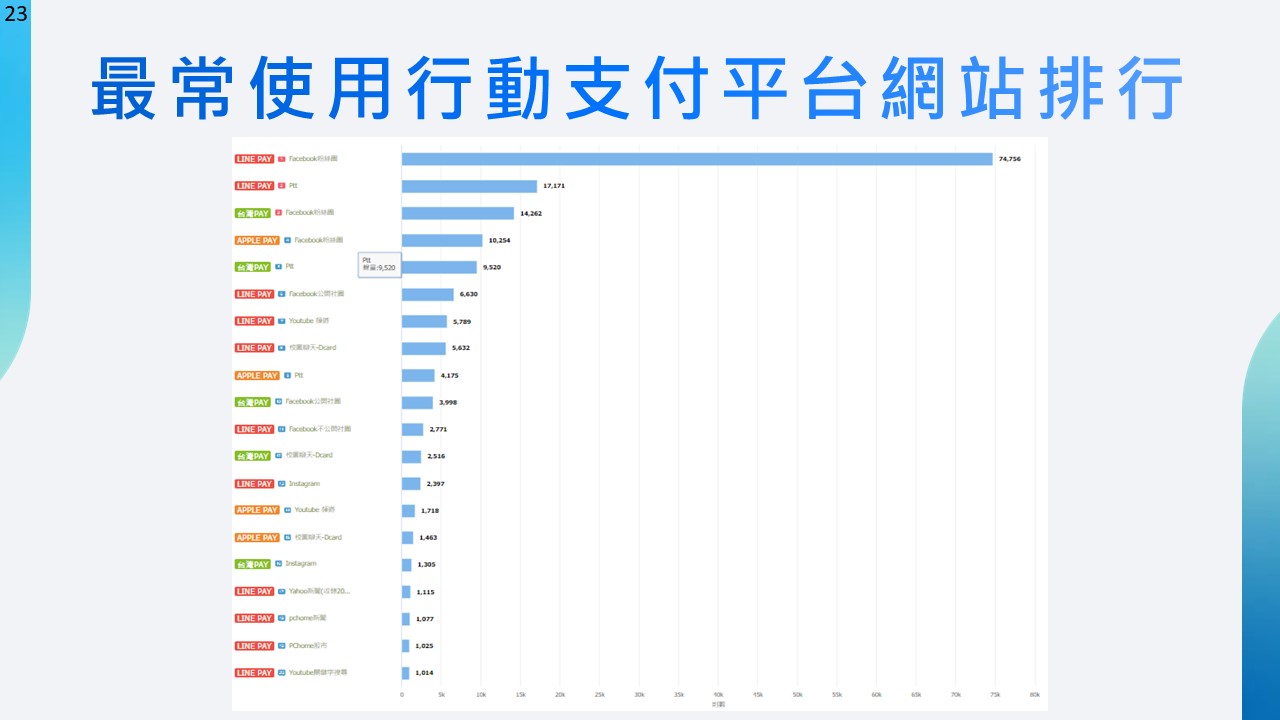 23
最常使用行動支付平台網站排行
LINE PAY 1 Facebook粉絲團 74,756
LINE PAY 2 Ptt 17,171
台灣PAY 3 Facebook粉絲團 14,262
APPLE PAY 4 Facebook粉絲團 10,254
台灣PAY 5 Ptt 9,520
Ptt
聲量:9,520
LINE PAY 6 Facebook公開社團 6,630
LINE PAY 7 Youtube 頻道 5,789
LINE PAY 8 校園聊天-Dcard 5,632
APPLE PAY 9 Ptt 4,175
台灣PAY 10 Facebook公開社團 3,998
LINE PAY 11 Facebook不公開社團 2,771
台灣PAY 12 校園聊天-Dcard 2,516
LINE PAY 13 Instagram 2,397
APPLE PAY 14 Youtube 頻道 1,718
APPLE PAY 15 校園聊天-Dcard 1,463
台灣PAY 16 Instagram 1,305
LINE PAY 17 Yahoo新聞 20... 1,115
LINE PAY 18 pchome新聞 1,077
LINE PAY 19 PChome股市 1,025
LINE PAY 20 Youtube關鍵字搜尋 1,014
0 5k 10k 15k 20k 25k 30k 35k 40k 45k 50k 55k 60k 65k 70k 75k 80k
則數